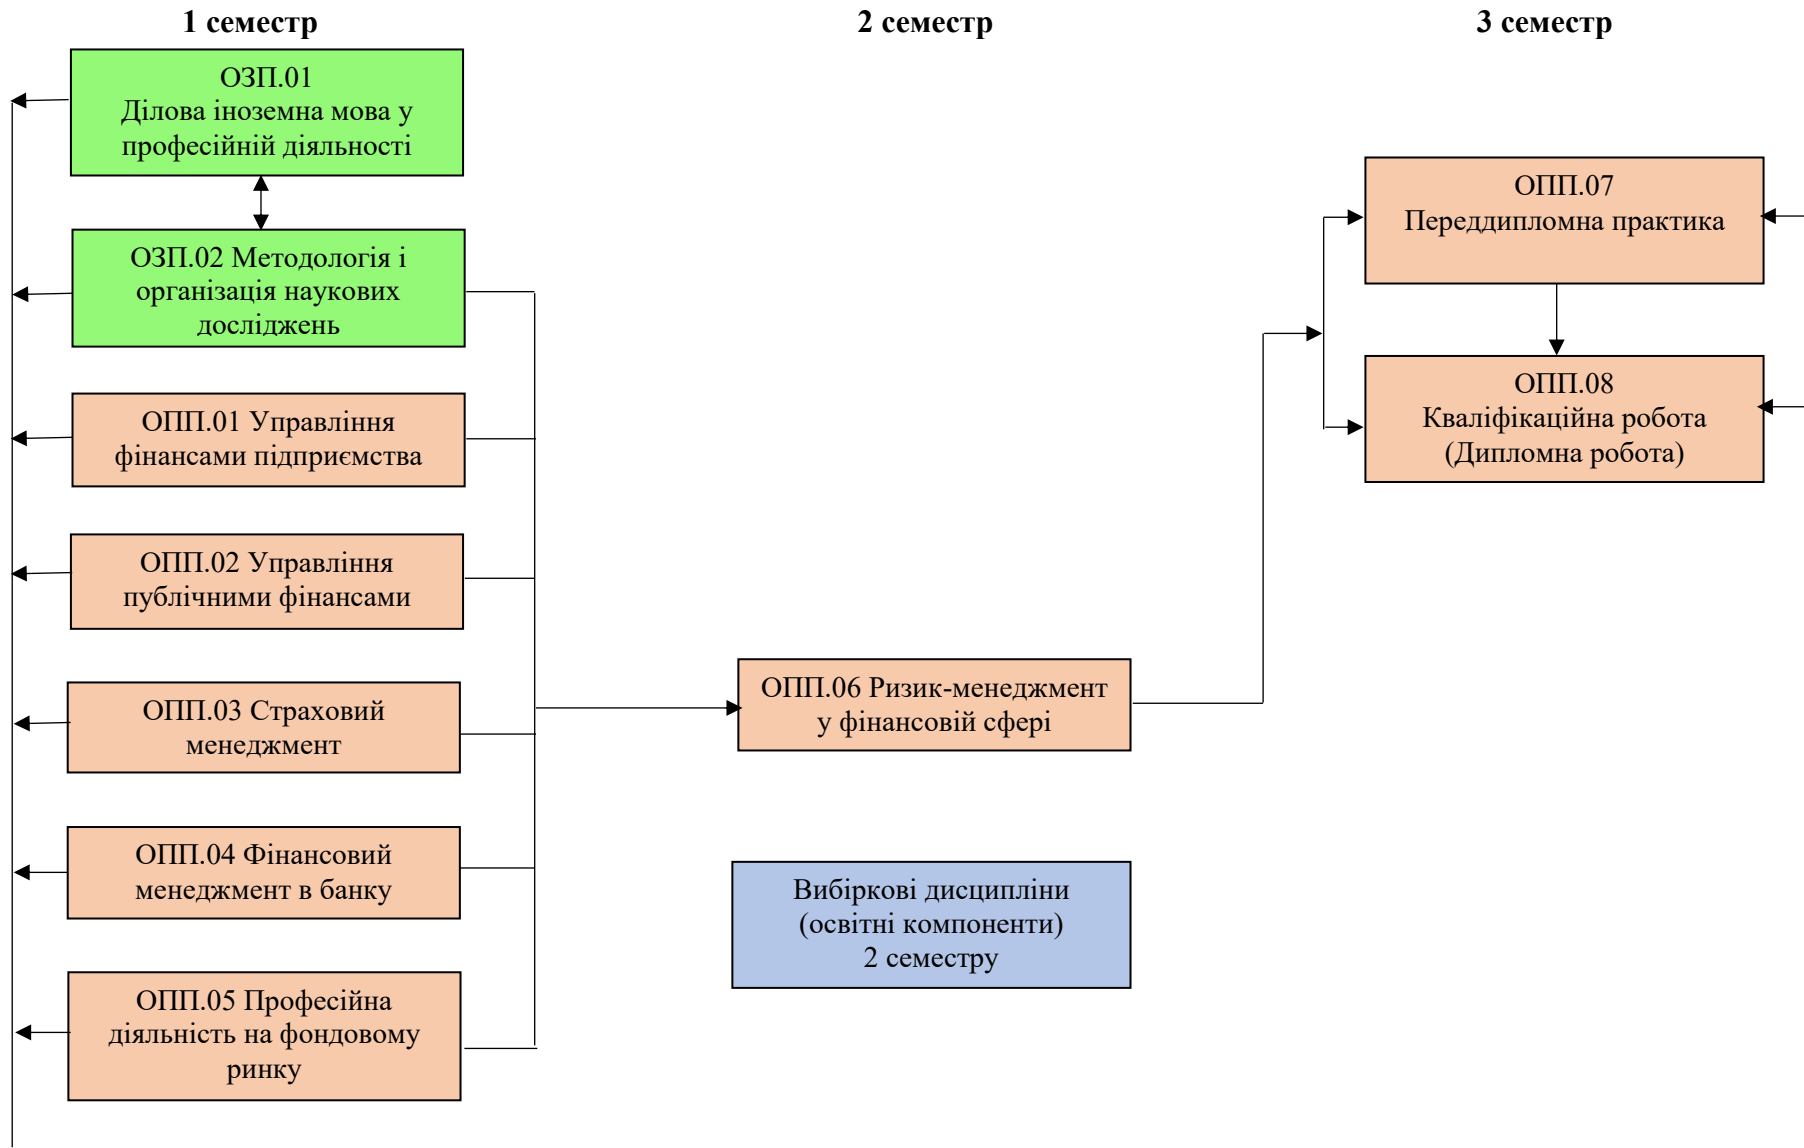 1 семестр
2 семестр
3 семестр
ОЗП.01
Ділова іноземна мова у
професійній діяльності
ОЗП.02 Методологія і
організація наукових
досліджень
ОПП.01 Управління
фінансами підприємства
ОПП.02 Управління
публічними фінансами
ОПП.03 Страховий
менеджмент
ОПП.04 Фінансовий
менеджмент в банку
ОПП.05 Професійна
діяльність на фондовому
ринку
ОПП.06 Ризик-менеджмент
у фінансовій сфері
Вибіркові дисципліни
(освітні компоненти)
2 семестру
ОПП.07
Переддипломна практика
ОПП.08
Кваліфікаційна робота
(Дипломна робота)